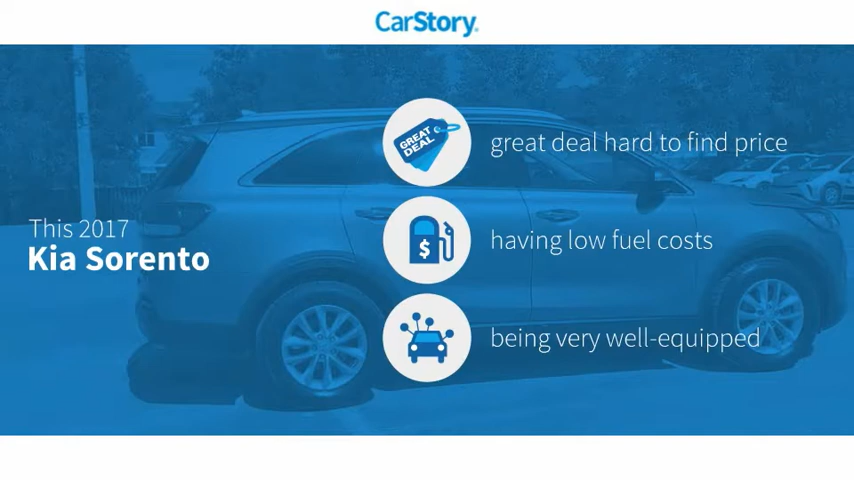 CarStory
This 2017
Kia Sorento
GREAT
DEAL
great deal hard to find price
$
having low fuel costs
being very well-equipped